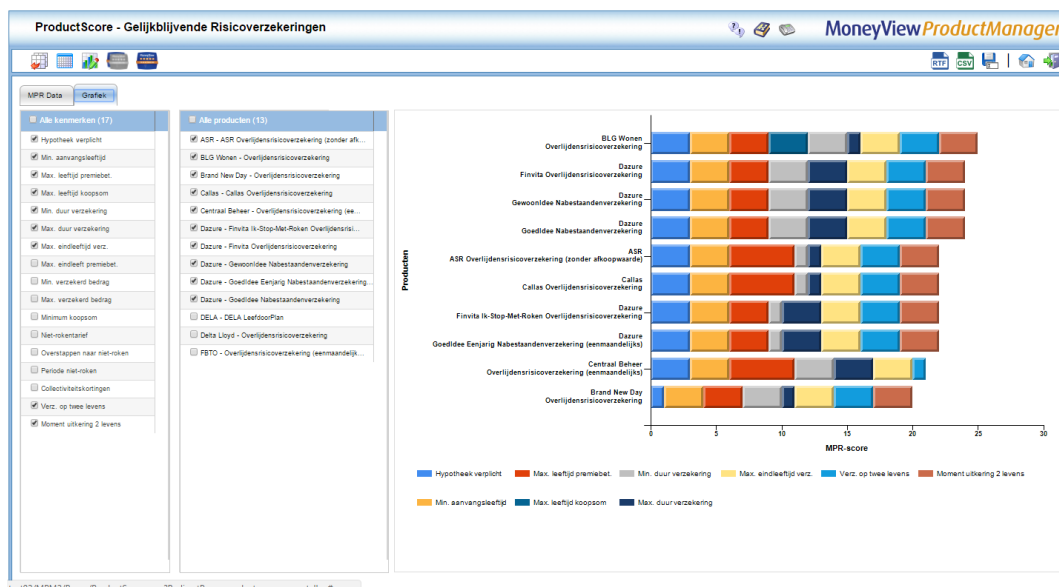 ProductScore - Gelijkblijvende Risicoverzekeringen
MoneyView ProductManager
RTF CSV
MPR Data Grafiek
Alle kenmerken (17)
Hypotheek verplicht
Min. aanvangsleeftijd
Max. leeftijd premiebet.
Max. leeftijd koopsom
Min. duur verzekering
Max. duur verzekering
Max. eindleeftijd verz.
Max. eindleeft premiebet.
Min. verzekerd bedrag
Max. verzekerd bedrag
Minimum koopsom
Niet-rokentarief
Overstappen naar niet-roken
Periode niet-roken
Collectiviteitskortingen
Verz. op twee levens
Moment uitkering 2 levens
Alle producten (13)
ASR - ASR Overlijdensrisicoverzekering (zonder afk...
BLG Wonen - Overlijdensrisicoverzekering
Brand New Day - Overlijdensrisicoverzekering
Callas - Callas Overlijdensrisicoverzekering
Centraal Beheer - Overlijdensrisicoverzekering (ee...
Dazure - Finvita Ik-Stop-Met-Roken Overlijdensrisi...
Dazure - Finvita Overlijdensrisicoverzekering
Dazure - GewoonIdee Nabestaandenverzekering
Dazure - GoedIdee Eenjarig Nabestaandenverzekering...
Dazure - GoedIdee Nabestaandenverzekering
DELA - DELA LeefdoorPlan
Delta Lloyd - Overlijdensrisicoverzekering
FBTO - Overlijdensrisicoverzekering (eenmaandelijk...
Producten
BLG Wonen
Overlijdensrisicoverzekering
Dazure
Finvita Overlijdensrisicoverzekering
Dazure
GewoonIdee Nabestaandenverzekering
Dazure
GoedIdee Nabestaandenverzekering
ASR
ASR Overlijdensrisicoverzekering (zonder afkoopwaarde)
Callas
Callas Overlijdensrisicoverzekering
Dazure
Finvita Ik-Stop-Met-Roken Overlijdensrisicoverzekering
Dazure
GoedIdee Eenjarig Nabestaandenverzekering (eenmaandelijks)
Centraal Beheer
Overlijdensrisicoverzekering (eenmaandelijks)
Brand New Day
Overlijdensrisicoverzekering
0 5 10 15 20 25 30
MPR-score
Hypotheek verplicht Max. leeftijd premiebet. Min. duur verzekering Max. eindleeftijd verz. Verz. op twee levens Moment uitkering 2 levens
Min. aanvangsleeftijd Max. leeftijd koopsom Max. duur verzekering